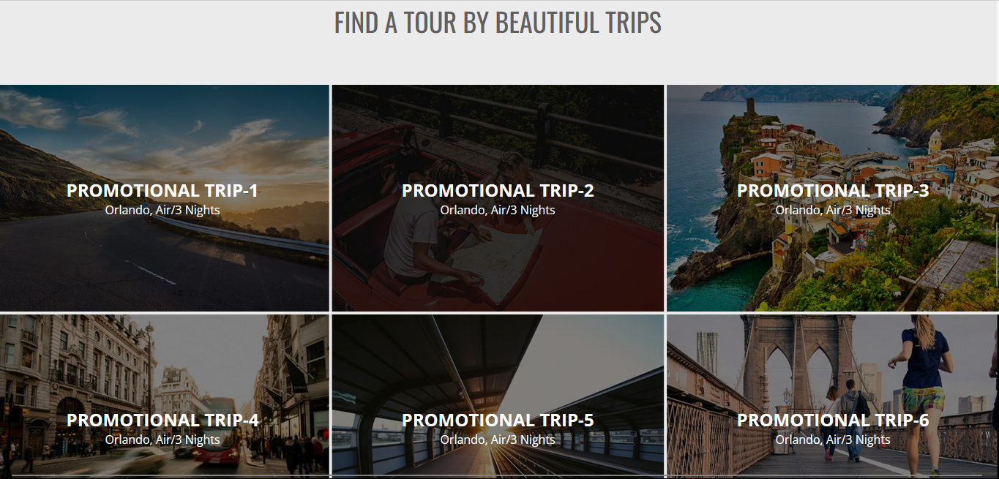 FIND A TOUR BY BEAUTIFUL TRIPS
PROMOTIONAL TRIP-1
Orlando, Air/3 Nights
PROMOTIONAL TRIP-2
Orlando, Air/3 Nights
PROMOTIONAL TRIP-3
Orlando, Air/3 Nights
PROMOTIONAL TRIP-4
Orlando, Air/3 Nights
PROMOTIONAL TRIP-5
Orlando, Air/3 Nights
PROMOTIONAL TRIP-6
Orlando, Air/3 Nights